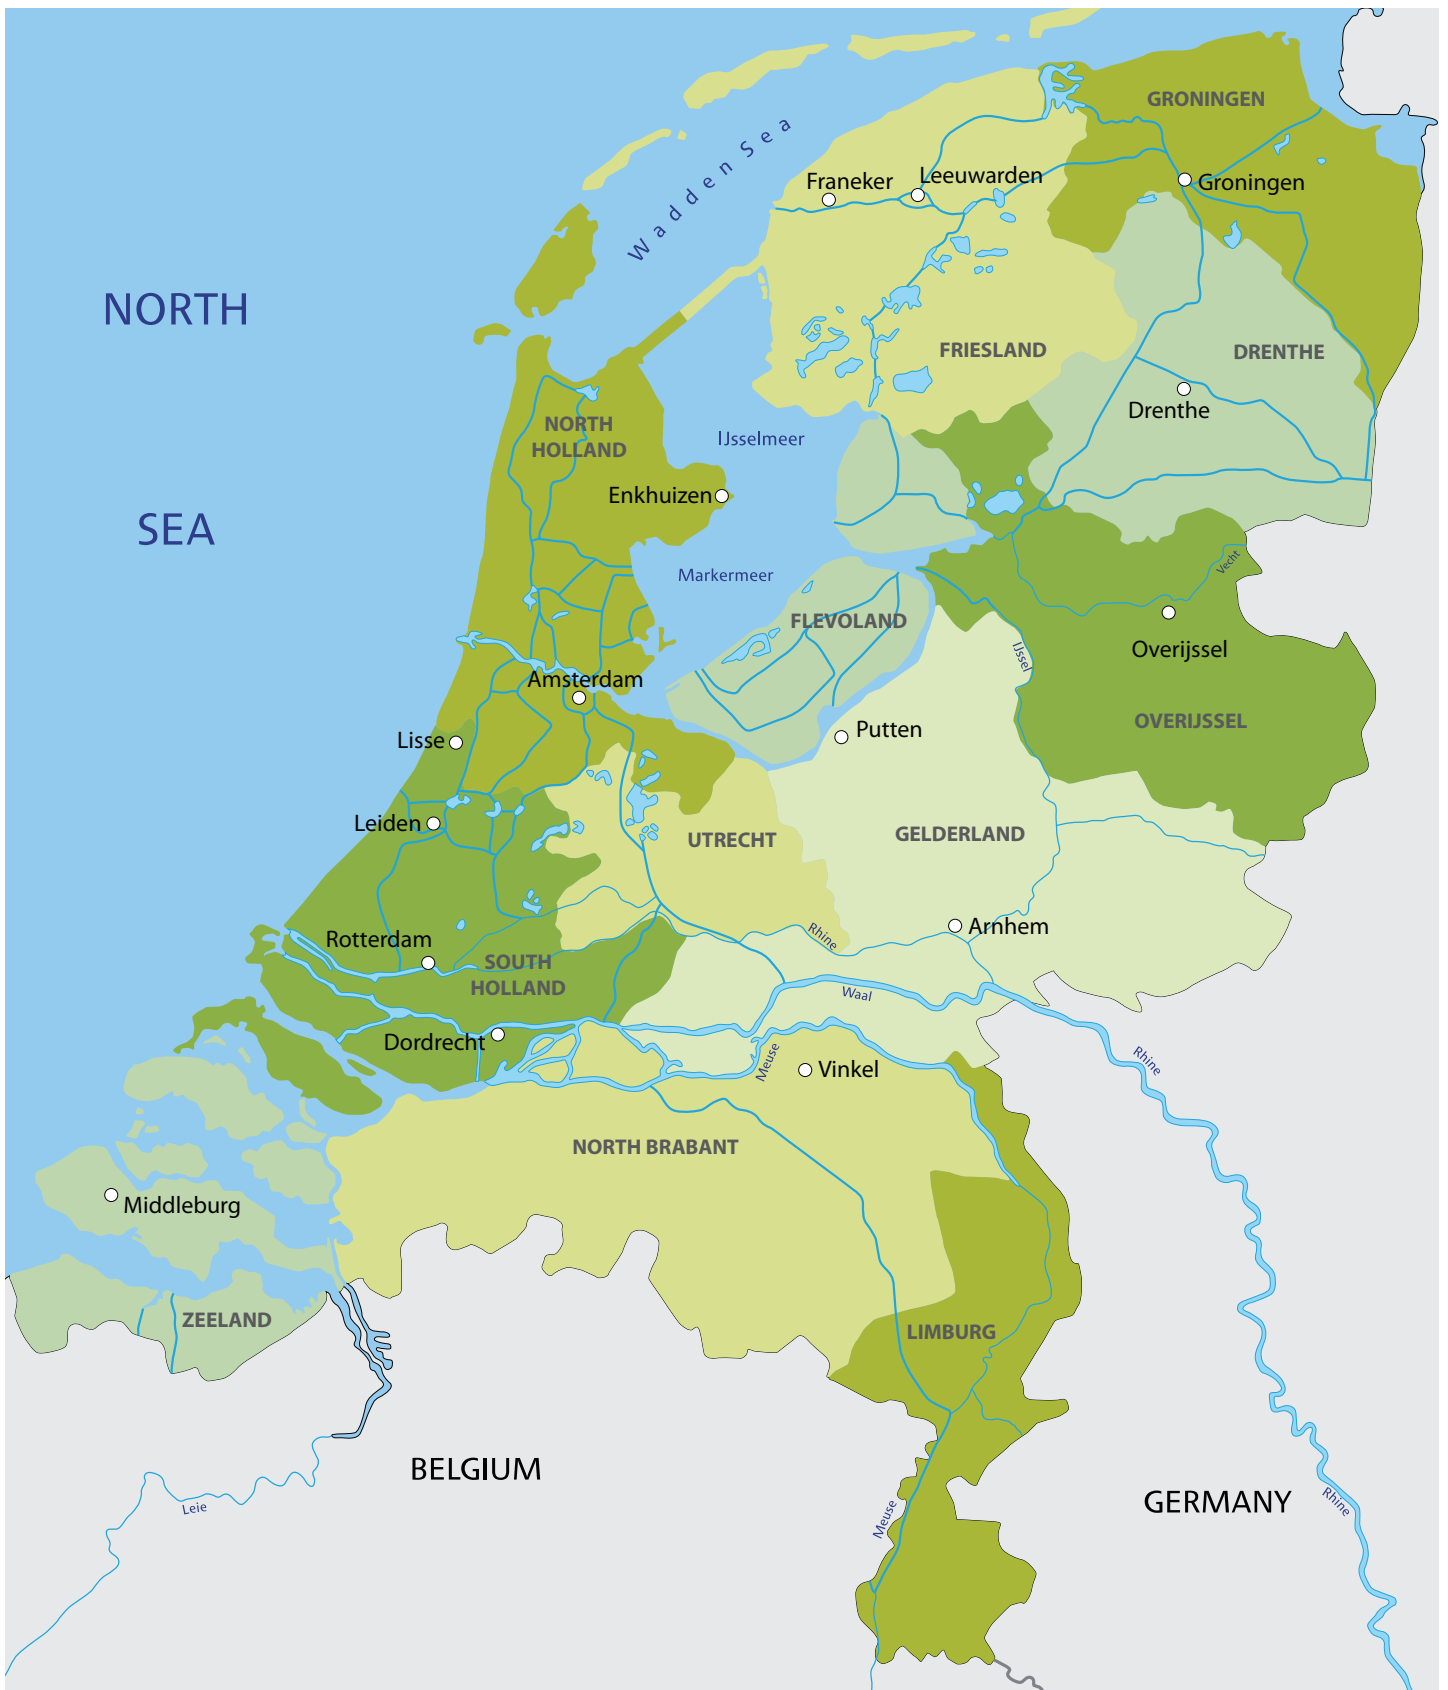 GRONINGEN
Wadden Sea
Franeker
Leeuwarden
Groningen
NORTH
SEA
FRIESLAND
DRENTHE
Drenthe
NORTH
HOLLAND
IJsselmeer
Enkhuizen
Markermeer
Vecht
FLEVOLAND
IJssel
Overijssel
Amsterdam
OVERIJSSEL
Putten
Lisse
Leiden
UTRECHT
GELDERLAND
Arnhem
Rhine
Rotterdam
SOUTH
HOLLAND
Waal
Dordrecht
Meuse
Vinkel
Rhine
NORTH BRABANT
Middleburg
ZEELAND
LIMBURG
BELGIUM
GERMANY
Leie
Meuse
Rhine